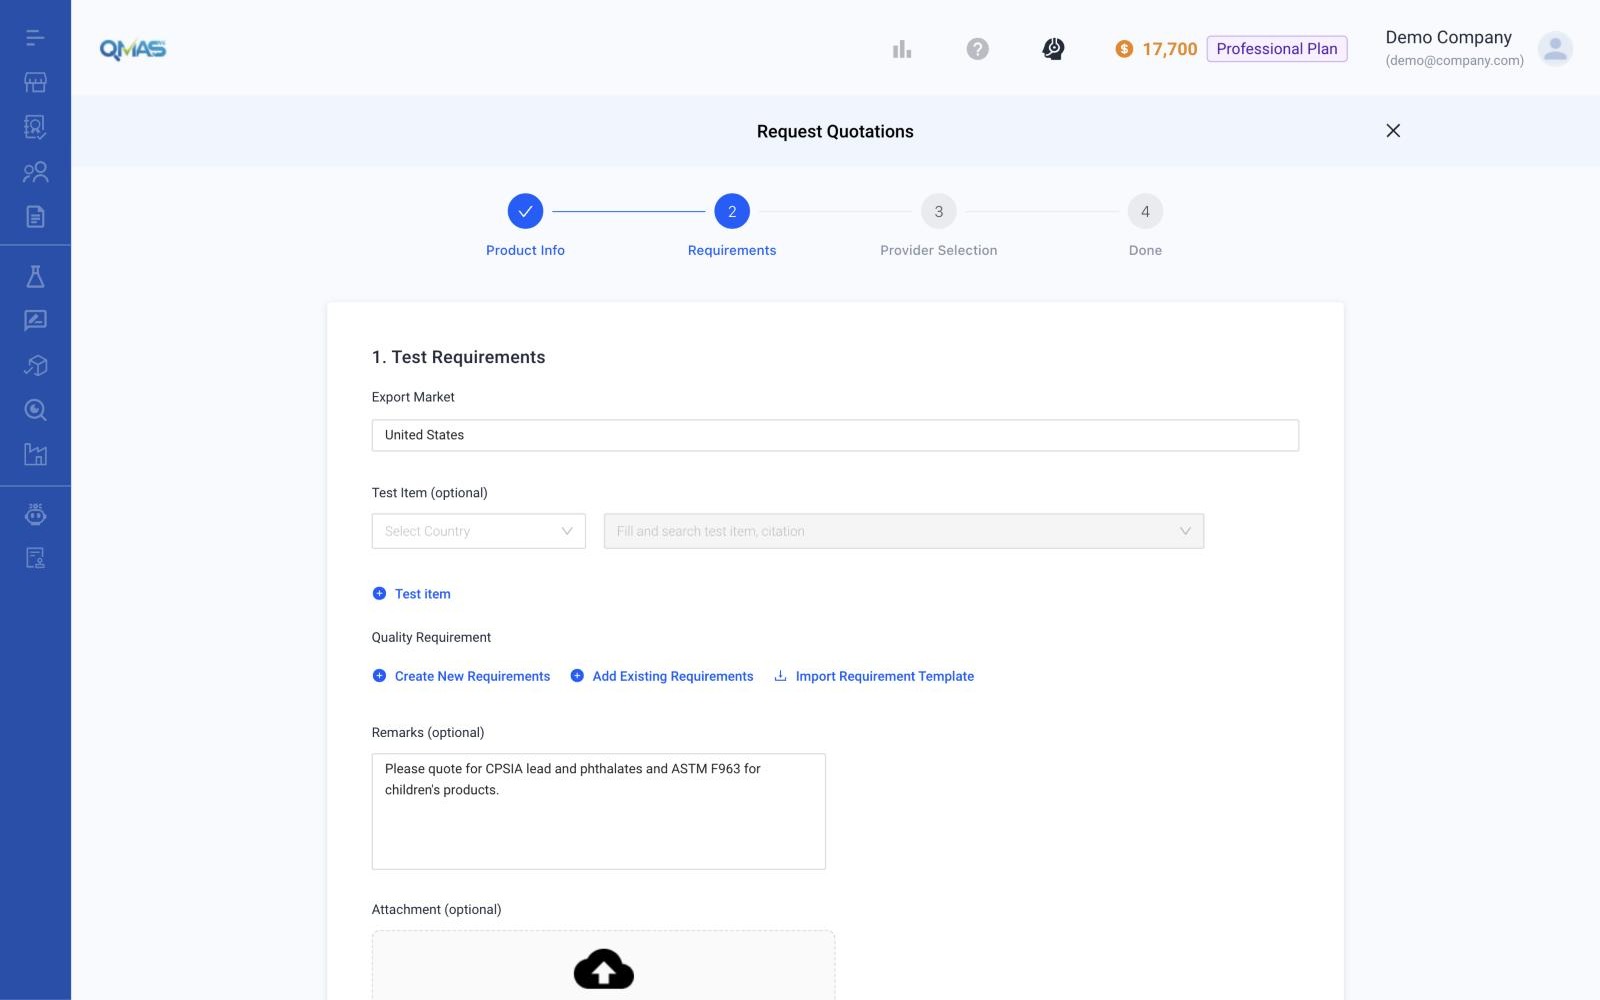 QMAS
17,700
Professional Plan
Demo Company
(demo@company.com)
Request Quotations
2
3
4
Product Info
Requirements
Provider Selection
Done
1. Test Requirements
Export Market
United States
Test Item (optional)
Select Country
Fill and search test item, citation
Test item
Quality Requirement
Create New Requirements
Add Existing Requirements
Import Requirement Template
Remarks (optional)
Please quote for CPSIA lead and phthalates and ASTM F963 for
children's products.
Attachment (optional)